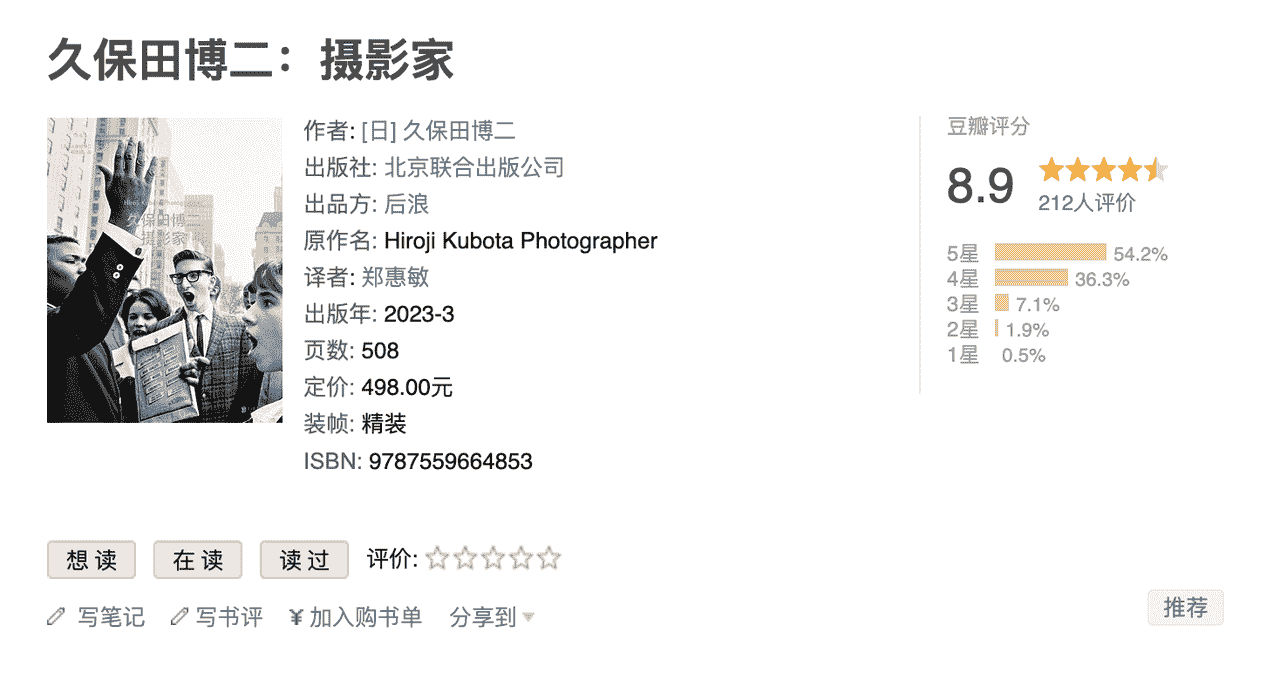 久保田博二：摄影家
Hiroji Kubota Photographer
久保田博二
摄影家
作者: [日] 久保田博二
出版社: 北京联合出版公司
出品方: 后浪
原作名: Hiroji Kubota Photographer
译者: 郑惠敏
出版年: 2023-3
页数: 508
定价: 498.00元
装帧: 精装
ISBN: 9787559664853
豆瓣评分
8.9
212人评价
5星 54.2%
4星 36.3%
3星 7.1%
2星 1.9%
1星 0.5%
想读 在读 读过 评价:
写笔记 写书评 ¥加入购书单 分享到
推荐